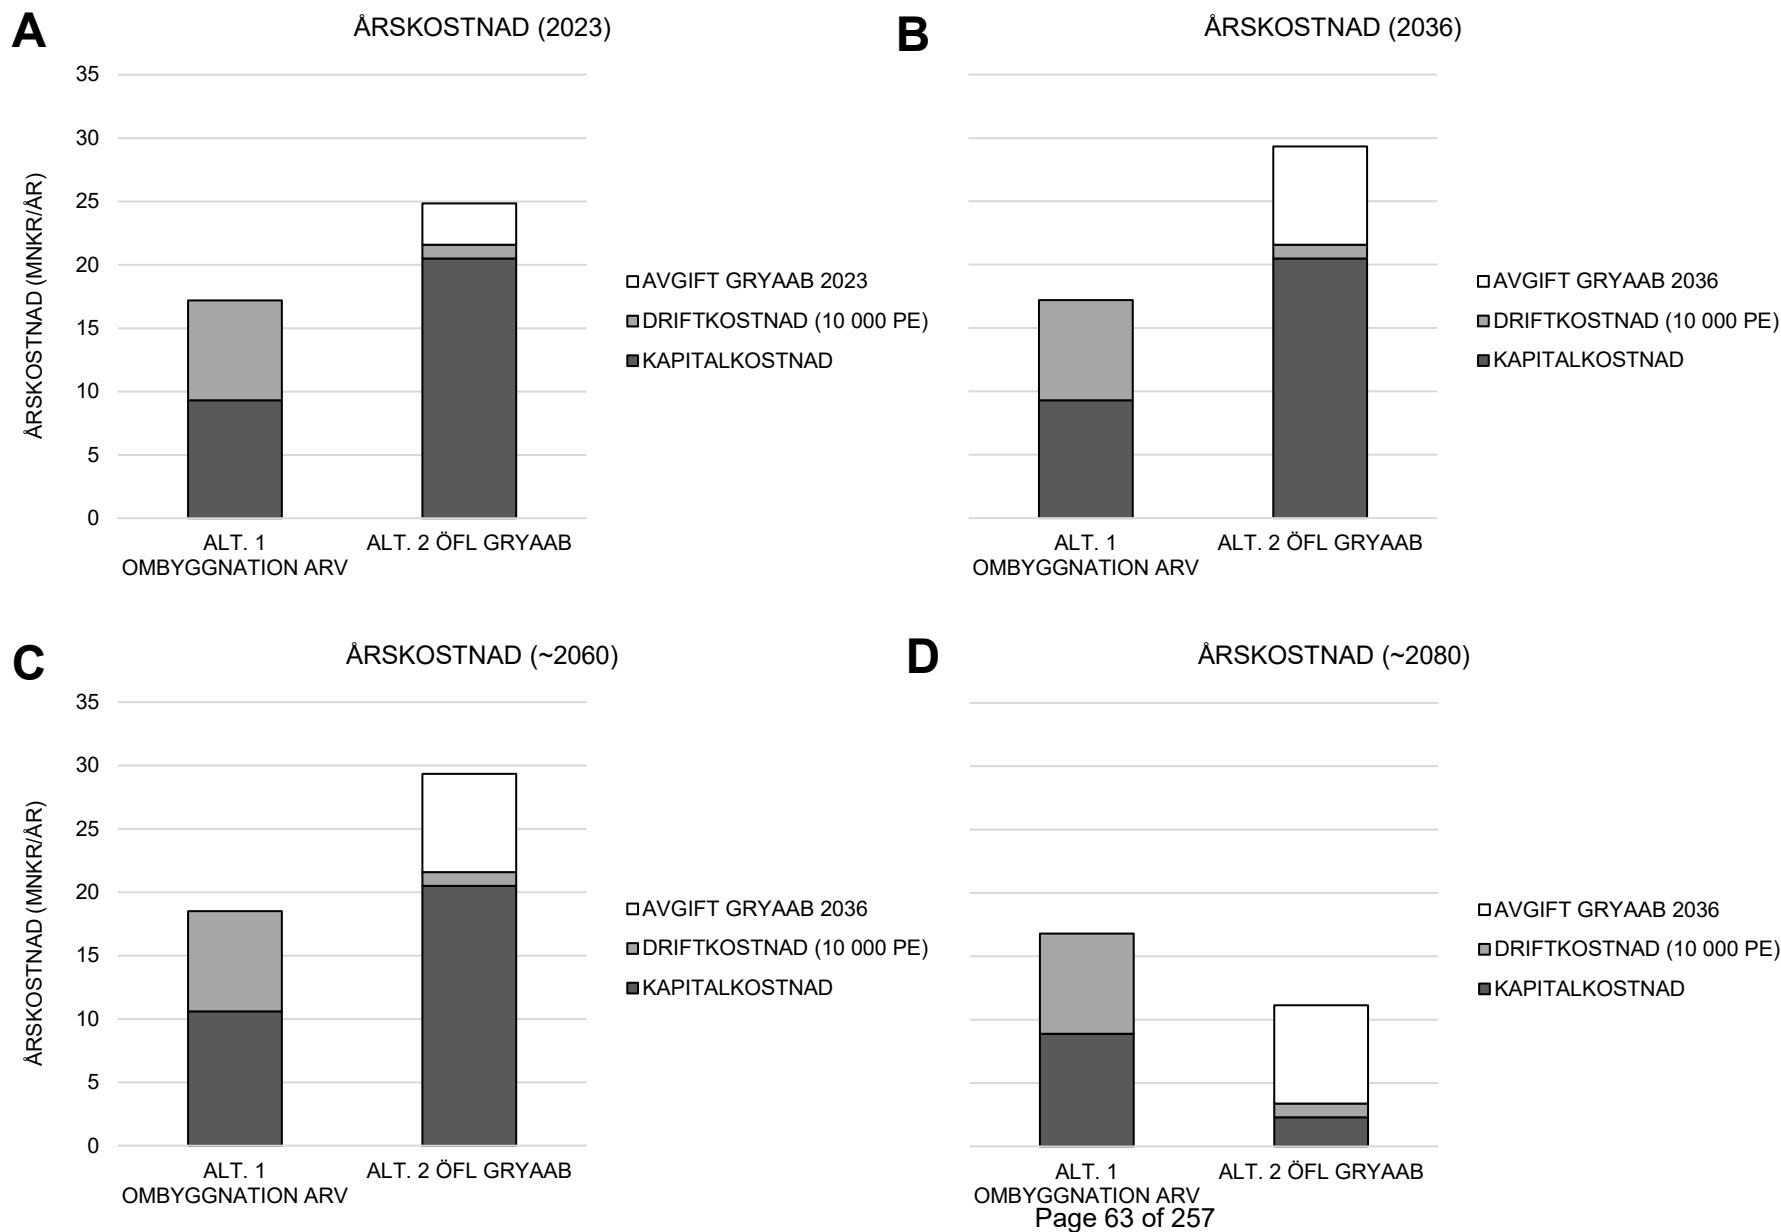 A
ÅRSKOSTNAD (2023)
ÅRSKOSTNAD (MNKR/ÅR)
35
30
25
20
15
10
5
0
ALT. 1
OMBYGGNATION ARV
ALT. 2 ÖFL GRYAAB
AVGIFT GRYAAB 2023
DRIFTKOSTNAD (10 000 PE)
KAPITALKOSTNAD
B
ÅRSKOSTNAD (2036)
ALT. 1
OMBYGGNATION ARV
ALT. 2 ÖFL GRYAAB
AVGIFT GRYAAB 2036
DRIFTKOSTNAD (10 000 PE)
KAPITALKOSTNAD
C
ÅRSKOSTNAD (~2060)
ÅRSKOSTNAD (MNKR/ÅR)
35
30
25
20
15
10
5
0
ALT. 1
OMBYGGNATION ARV
ALT. 2 ÖFL GRYAAB
AVGIFT GRYAAB 2036
DRIFTKOSTNAD (10 000 PE)
KAPITALKOSTNAD
D
ÅRSKOSTNAD (~2080)
ALT. 1
OMBYGGNATION ARV
ALT. 2 ÖFL GRYAAB
AVGIFT GRYAAB 2036
DRIFTKOSTNAD (10 000 PE)
KAPITALKOSTNAD
Page 63 of 257